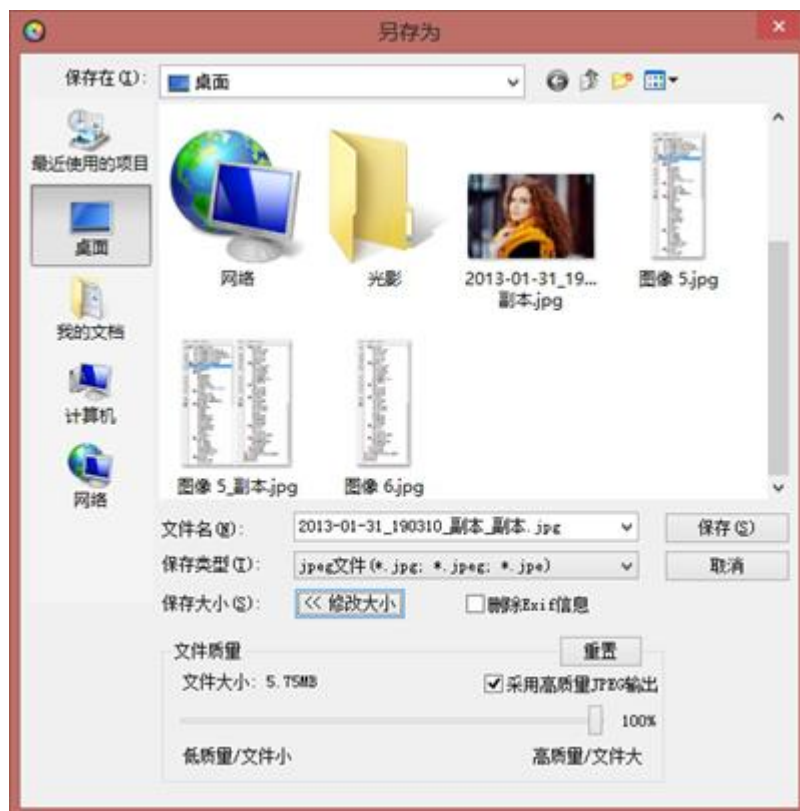 另存为
保存在(I):
桌面
最近使用的项目
桌面
我的文档
计算机
网络
网络
光影
2013-01-31_19...
副本.jpg
图像 5.jpg
图像 5_副本.jpg
图像 6.jpg
文件名(N):
2013-01-31_190310_副本_副本.jpg
保存(S)
保存类型(T):
jpeg文件(*.jpg; *.jpeg; *.jpe)
取消
保存大小(S):
<< 修改大小
删除Exif信息
文件质量
重置
文件大小: 5.75MB
采用高质量JPEG输出
100%
低质量/文件小
高质量/文件大